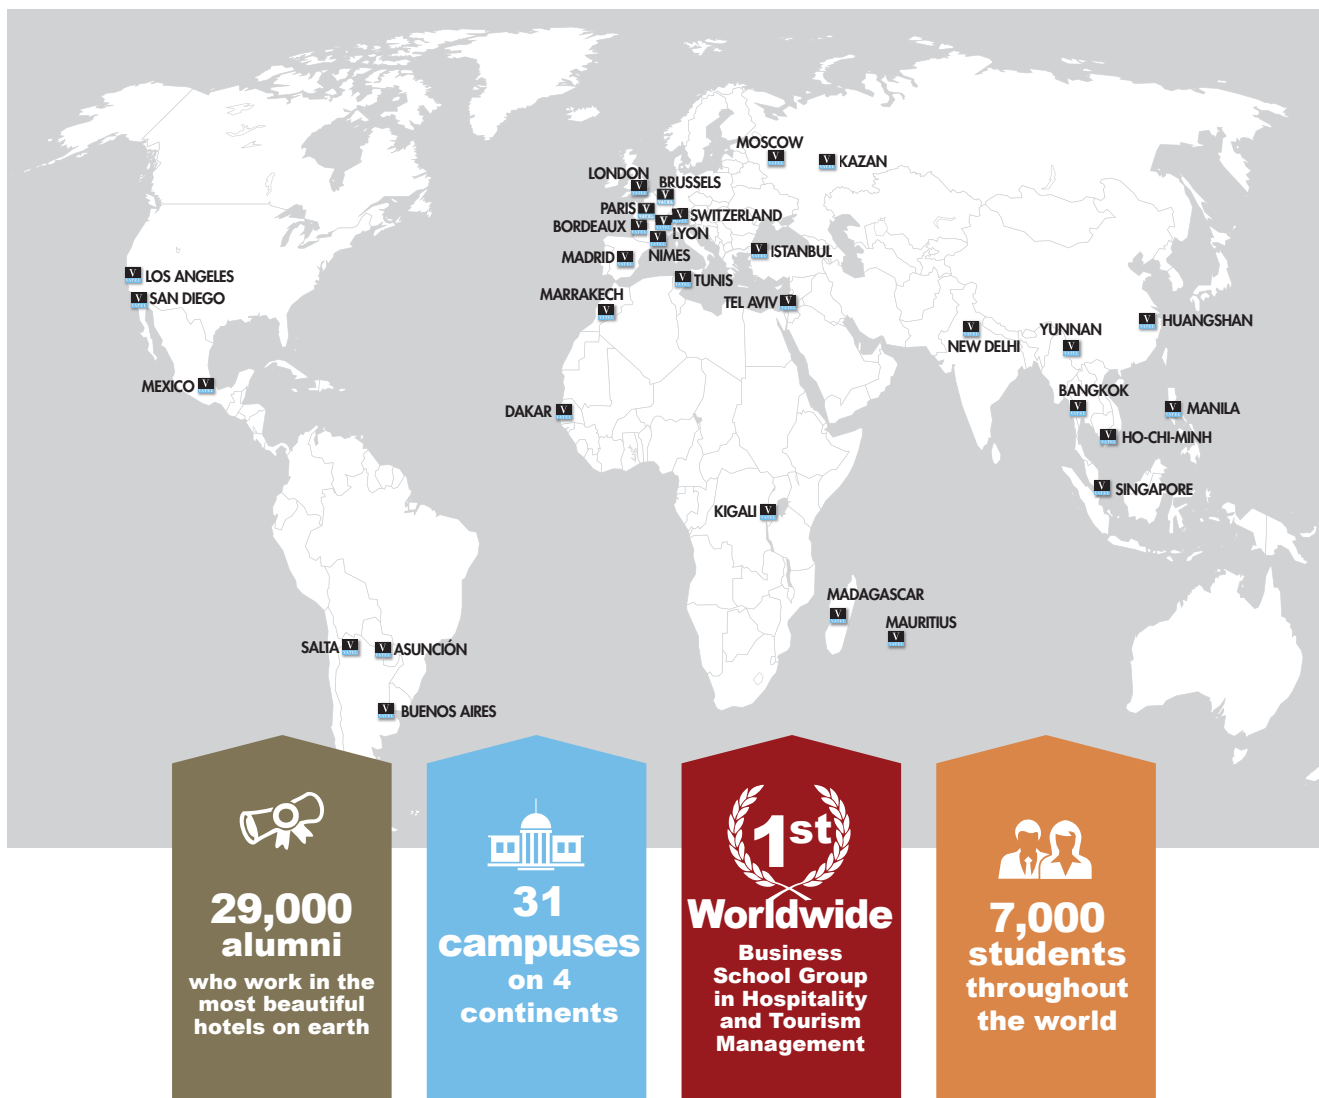 MOSCOW
KAZAN
LONDON
BRUSSELS
PARIS
SWITZERLAND
BORDEAUX
LYON
NIMES
MADRID
ISTANBUL
LOS ANGELES
SAN DIEGO
TUNIS
MARRAKECH
TEL AVIV
HUANGSHAN
YUNNAN
NEW DELHI
MEXICO
BANGKOK
DAKAR
MANILA
HO-CHI-MINH
SINGAPORE
KIGALI
MADAGASCAR
MAURITIUS
SALTA
ASUNCIÓN
BUENOS AIRES
29,000
alumni
who work in the
most beautiful
hotels on earth
31
campuses
on 4
continents
1st
Worldwide
Business
School Group
in Hospitality
and Tourism
Management
7,000
students
throughout
the world